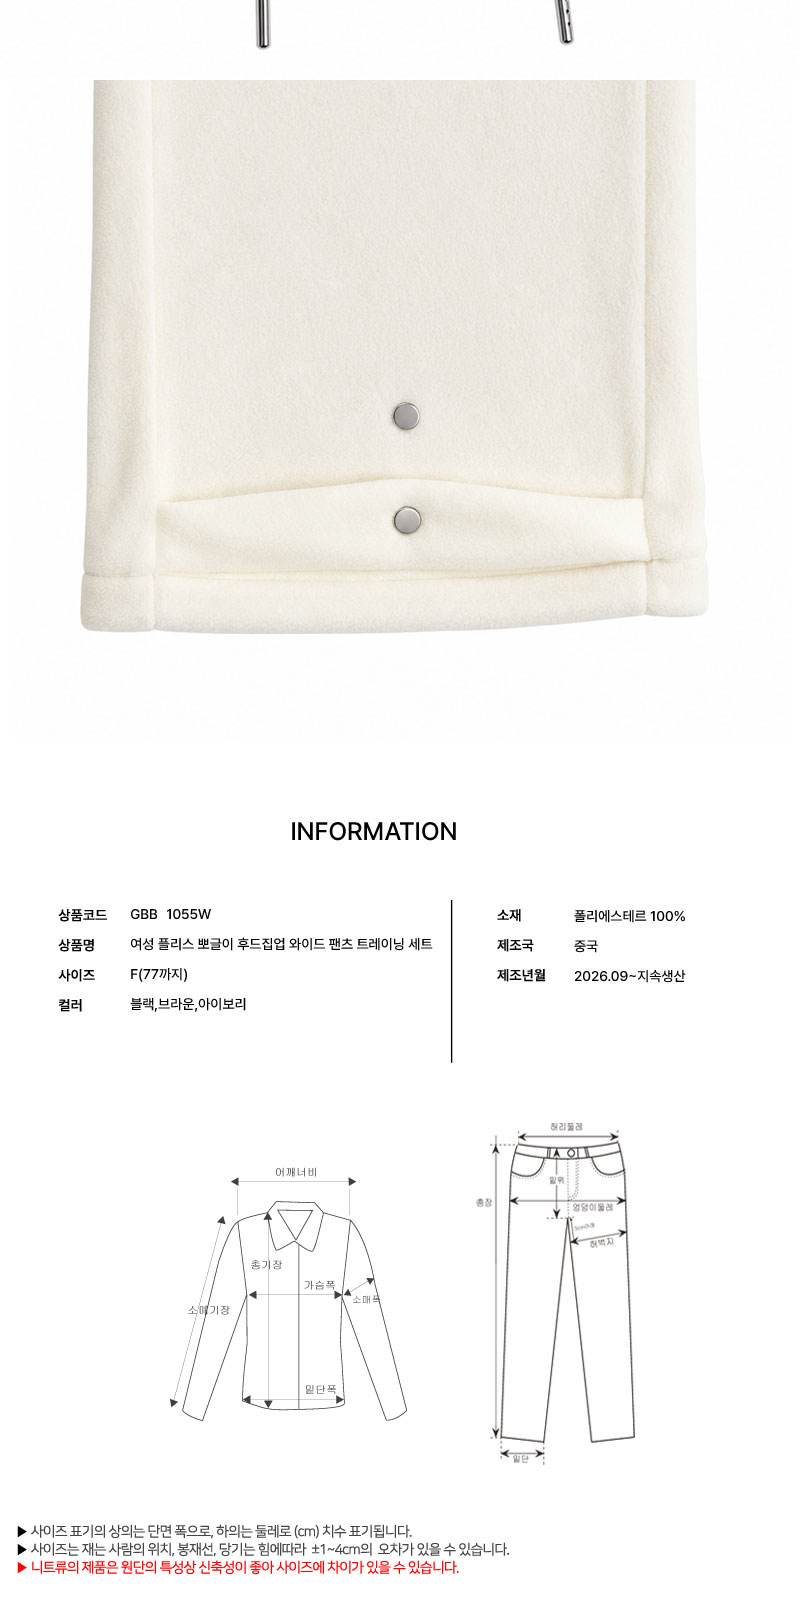 INFORMATION
상품코드 GBB 1055W
상품명 여성 플리스 뽀글이 후드집업 와이드 팬츠 트레이닝 세트
사이즈 F(77까지)
컬러 블랙,브라운,아이보리
소재 폴리에스테르 100%
제조국 중국
제조년월 2026.09~지속생산
어깨너비
총기장
가슴폭
소매폭
소매기장
밑단폭
허리둘레
밑위
총장
엉덩이둘레
허벅지
밑단
▶ 사이즈 표기의 상의는 단면 폭으로, 하의는 둘레로 (cm) 치수 표기됩니다.
▶ 사이즈는 재는 사람의 위치, 봉재선, 당기는 힘에따라 ±1~4cm의 오차가 있을 수 있습니다.
▶ 니트류의 제품은 원단의 특성상 신축성이 좋아 사이즈에 차이가 있을 수 있습니다.